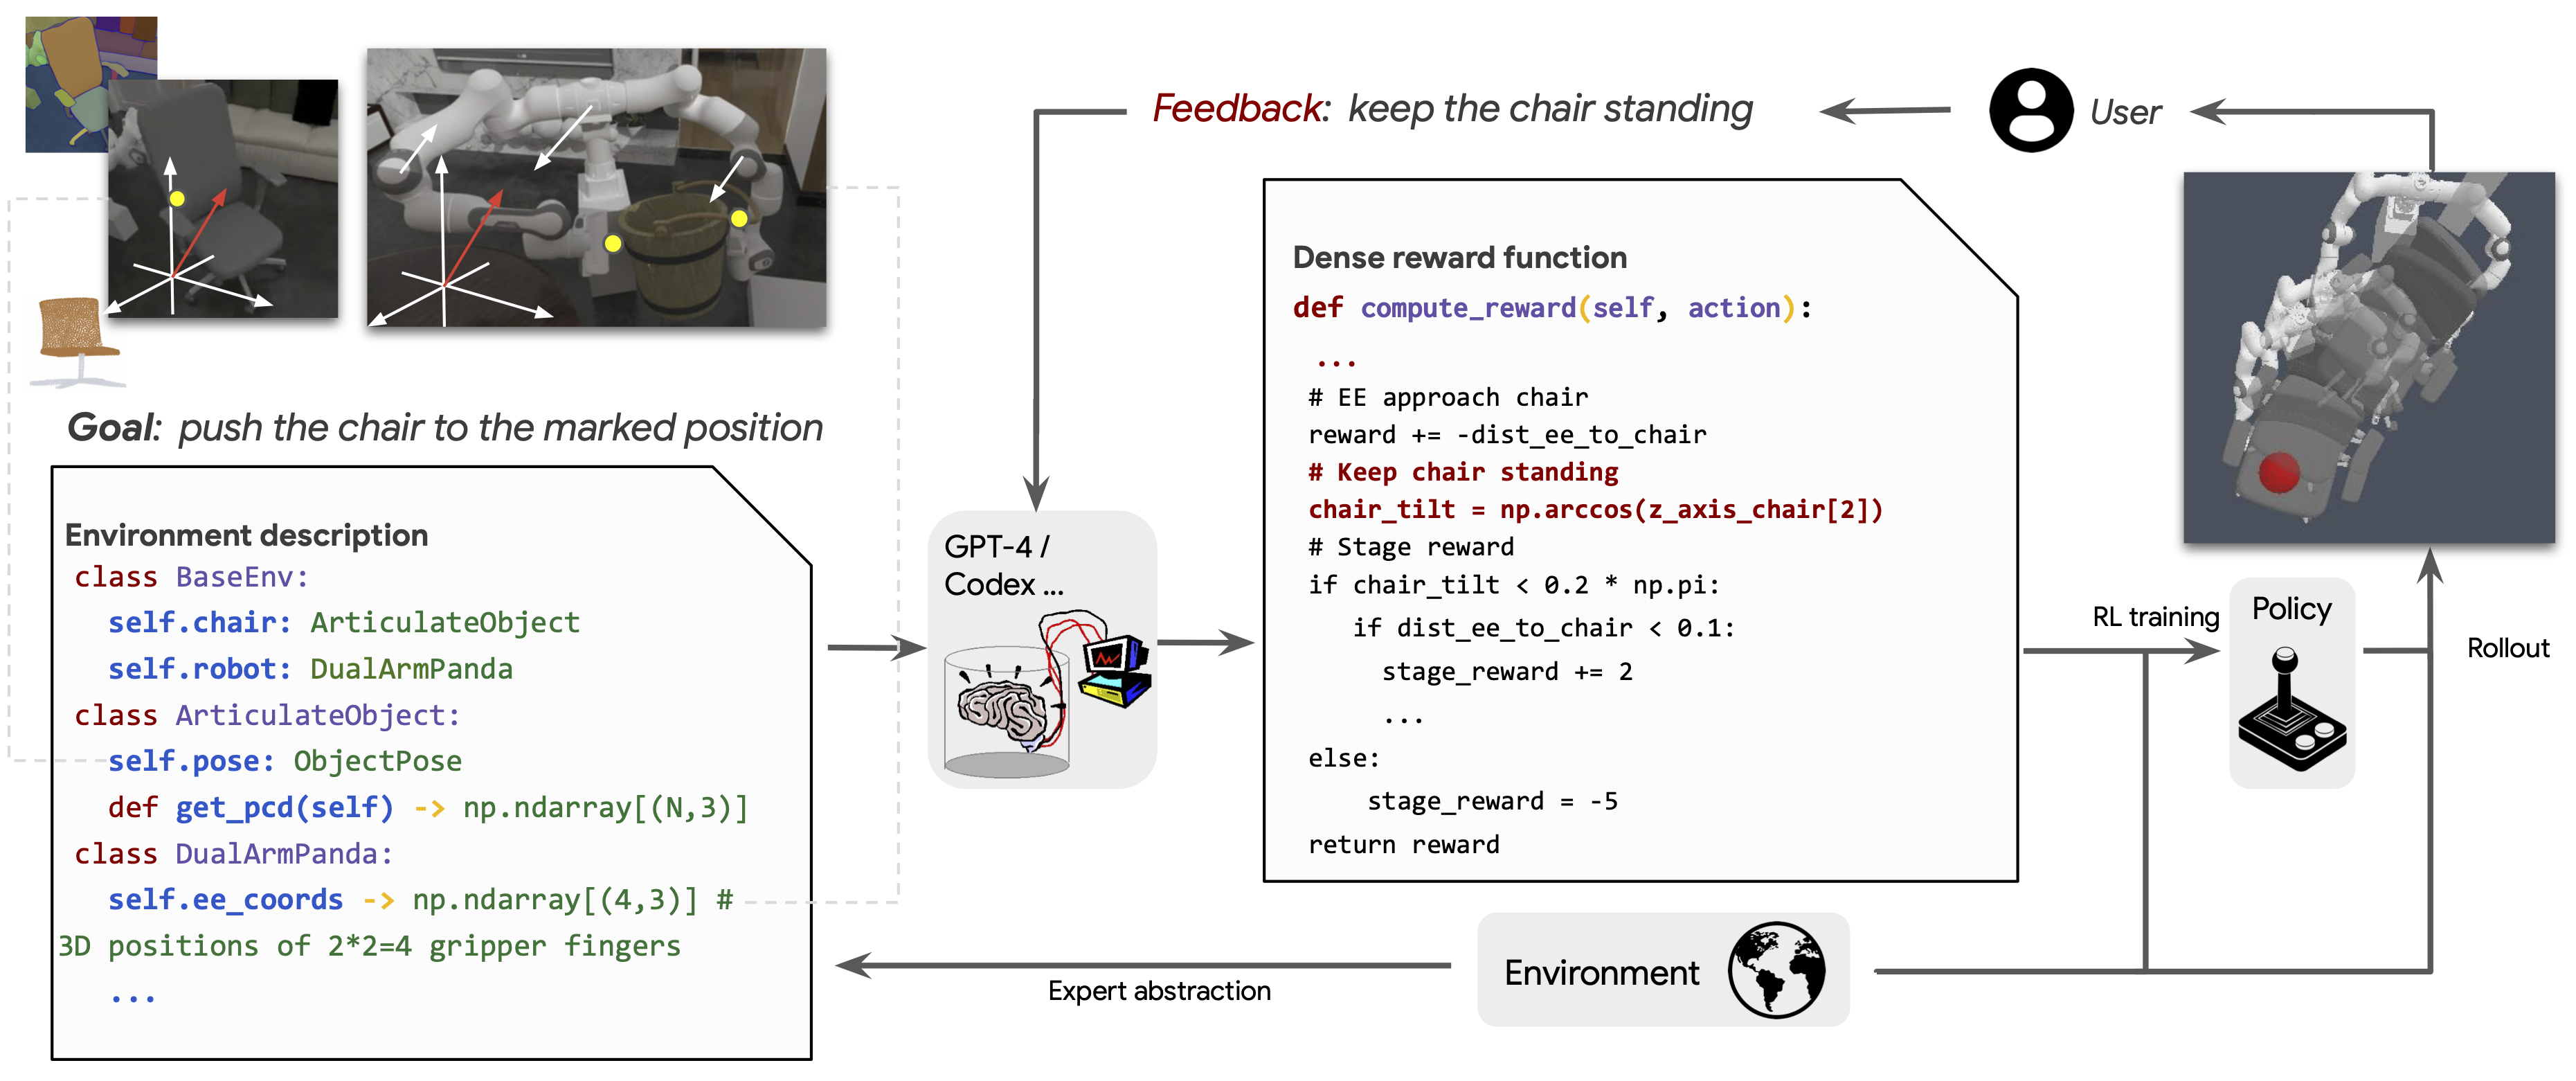 Goal: push the chair to the marked position
Environment description
class BaseEnv:
self.chair: ArticulateObject
self.robot: DualArmPanda
class ArticulateObject:
self.pose: ObjectPose
def get_pcd(self) -> np.ndarray[(N,3)]
class DualArmPanda:
self.ee_coords -> np.ndarray[(4,3)] #
3D positions of 2*2=4 gripper fingers
...
GPT-4 /
Codex ...
Feedback: keep the chair standing
User
Dense reward function
def compute_reward(self, action):
...
# EE approach chair
reward += -dist_ee_to_chair
# Keep chair standing
chair_tilt = np.arccos(z_axis_chair[2])
# Stage reward
if chair_tilt < 0.2 * np.pi:
if dist_ee_to_chair < 0.1:
stage_reward += 2
...
else:
stage_reward = -5
return reward
RL training
Policy
Rollout
Environment
Expert abstraction